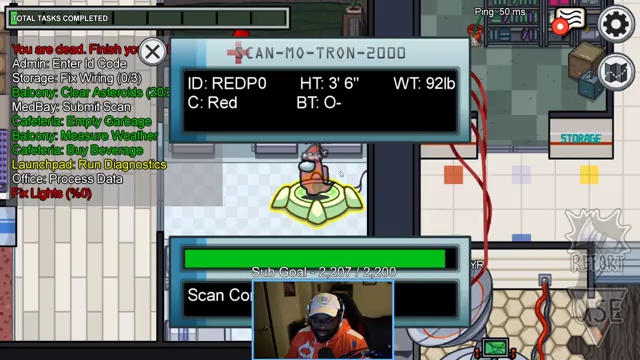 TOTAL TASKS COMPLETED
Ping: 50 ms
You are dead. Finish
Admin: Enter Id Code
Storage: Fix Wiring (0/3)
Balcony: Clear Asteroids (20/
MedBay: Submit Scan
Cafeteria: Empty Garbage
Balcony: Measure Weather
Cafeteria: Buy Beverage
Launchpad: Run Diagnostics
Office: Process Data
Fix Lights (%0)
SCAN-MO-TRON-2000
ID: REDP0 HT: 3' 6" WT: 92lb
C: Red BT: O-
STORAGE
Sub Goal - 2,207 / 2,200
Scan Co
REPORT
USE